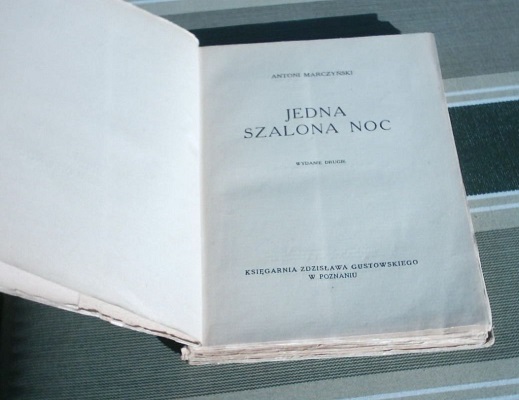 ANTONI MARCZYŃSKI
JEDNA
SZALONA NOC
WYDANIE DRUGIE
KSIĘGARNIA ZDZISŁAWA GUSTOWSKIEGO
W POZNANIU